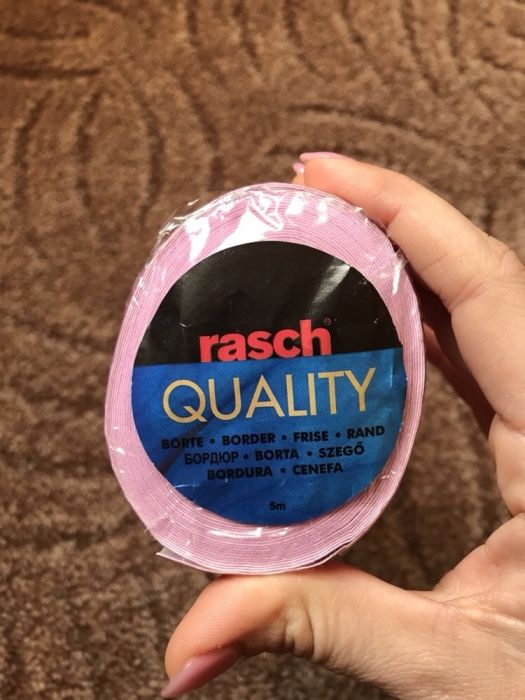 rasch®
QUALITY
BORTE • BORDER • FRISE • RAND
БОРДЮР • BORTA • SZEGŐ
BORDURA • CENEFA
5m